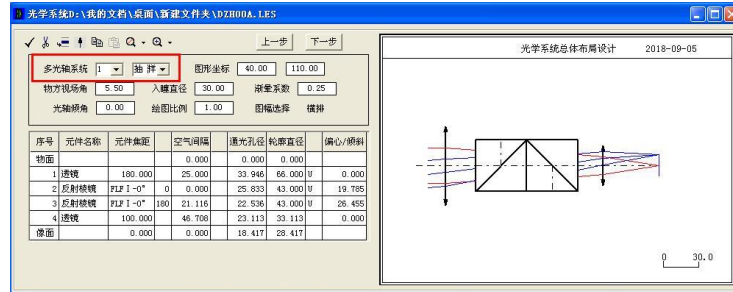 光学系统D:\我的文档\桌面\新建文件夹\DZH00A.LES
上一步 下一步
多光轴系统 1 抽样 图形坐标 40.00 110.00
物方视场角 5.50 入瞳直径 30.00 渐晕系数 0.25
光轴倾角 0.00 绘图比例 1.00 图幅选择 横排
序号 元件名称 元件焦距 空气间隔 通光孔径 轮廓直径 偏心/倾斜
物面 0.000 0.000 0.000
1 透镜 180.000 25.000 33.946 66.000 U 0.000
2 反射棱镜 FLFⅠ-0° 0 0.000 25.833 43.000 U 19.785
3 反射棱镜 FLFⅠ-0° 180 21.116 22.536 43.000 U 26.455
4 透镜 100.000 46.708 23.113 33.113 0.000
像面 0.000 0.000 18.417 28.417
光学系统总体布局设计 2018-09-05
0 30.0